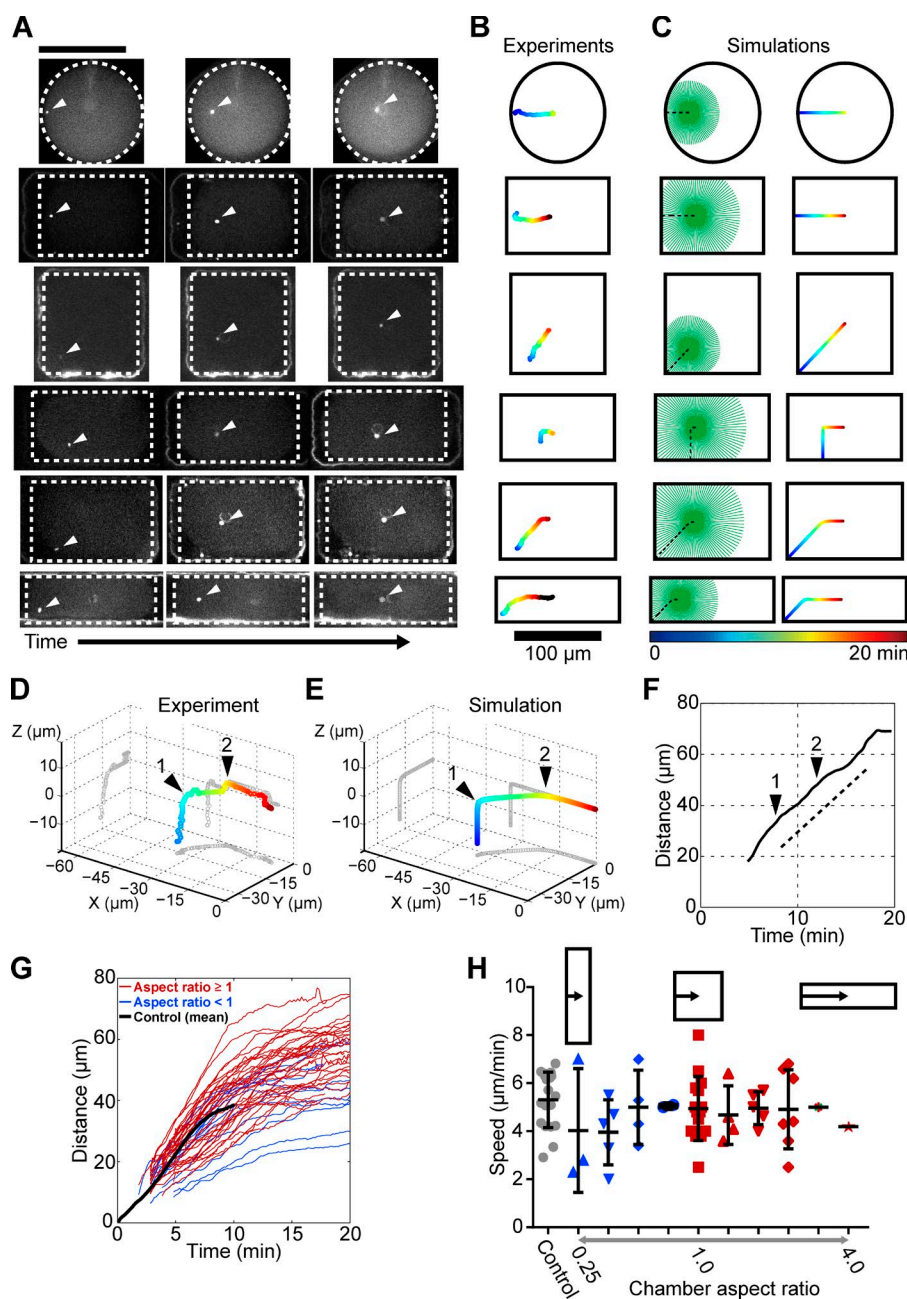 A
B
C
Experiments
Simulations
Time
100 µm
0
20 min
D
Experiment
E
Simulation
F
Z (µm)
10
0
−10
−60
−45
−30
−15
0
X (µm)
−30
−15
0
Y (µm)
1
2
Z (µm)
10
0
−10
−60
−45
−30
−15
0
X (µm)
−30
−15
0
Y (µm)
1
2
Distance (µm)
80
60
40
20
0
10
20
Time (min)
1
2
G
Aspect ratio ≥ 1
Aspect ratio < 1
Control (mean)
Distance (µm)
80
60
40
20
0
0
5
10
15
20
Time (min)
H
Speed (µm/min)
10
8
6
4
2
0
Control
0.25
1.0
4.0
Chamber aspect ratio